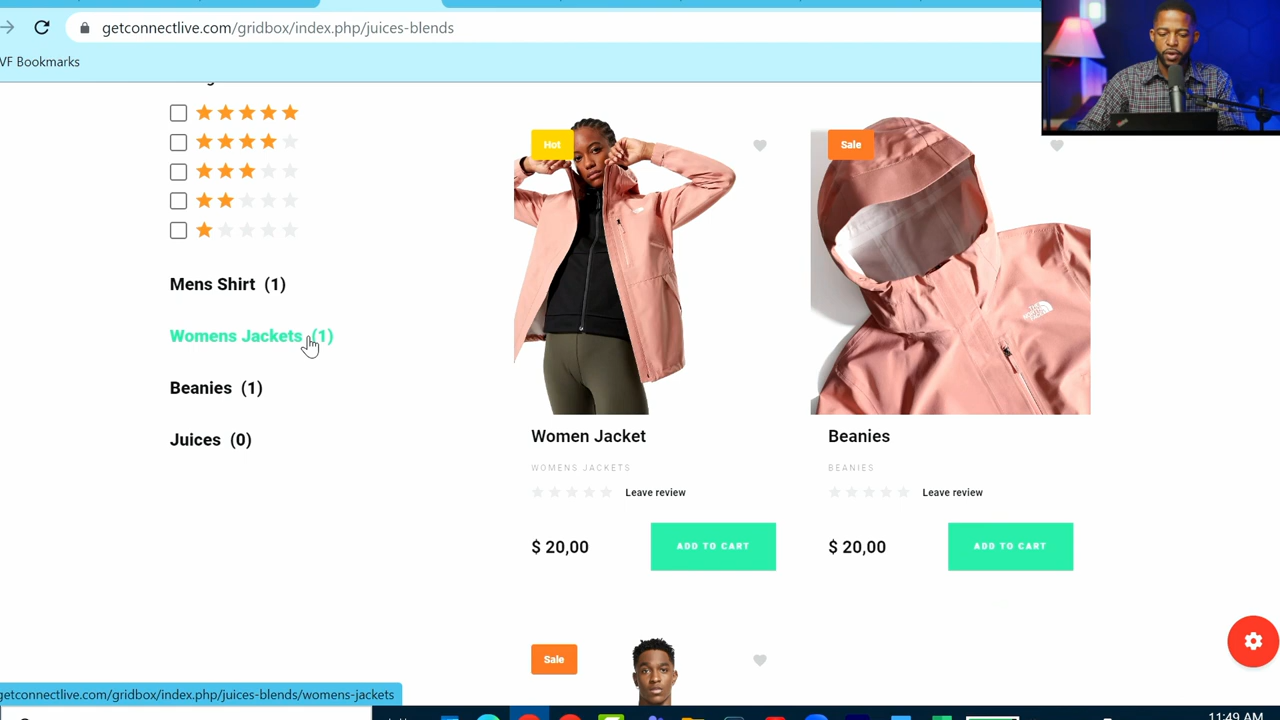 getconnectlive.com/gridbox/index.php/juices-blends
VF Bookmarks
Hot
Sale
Mens Shirt (1)
Womens Jackets (1)
Beanies (1)
Juices (0)
Women Jacket
WOMENS JACKETS
Leave review
$ 20,00
ADD TO CART
Beanies
BEANIES
Leave review
$ 20,00
ADD TO CART
Sale
getconnectlive.com/gridbox/index.php/juices-blends/womens-jackets
11:49 AM